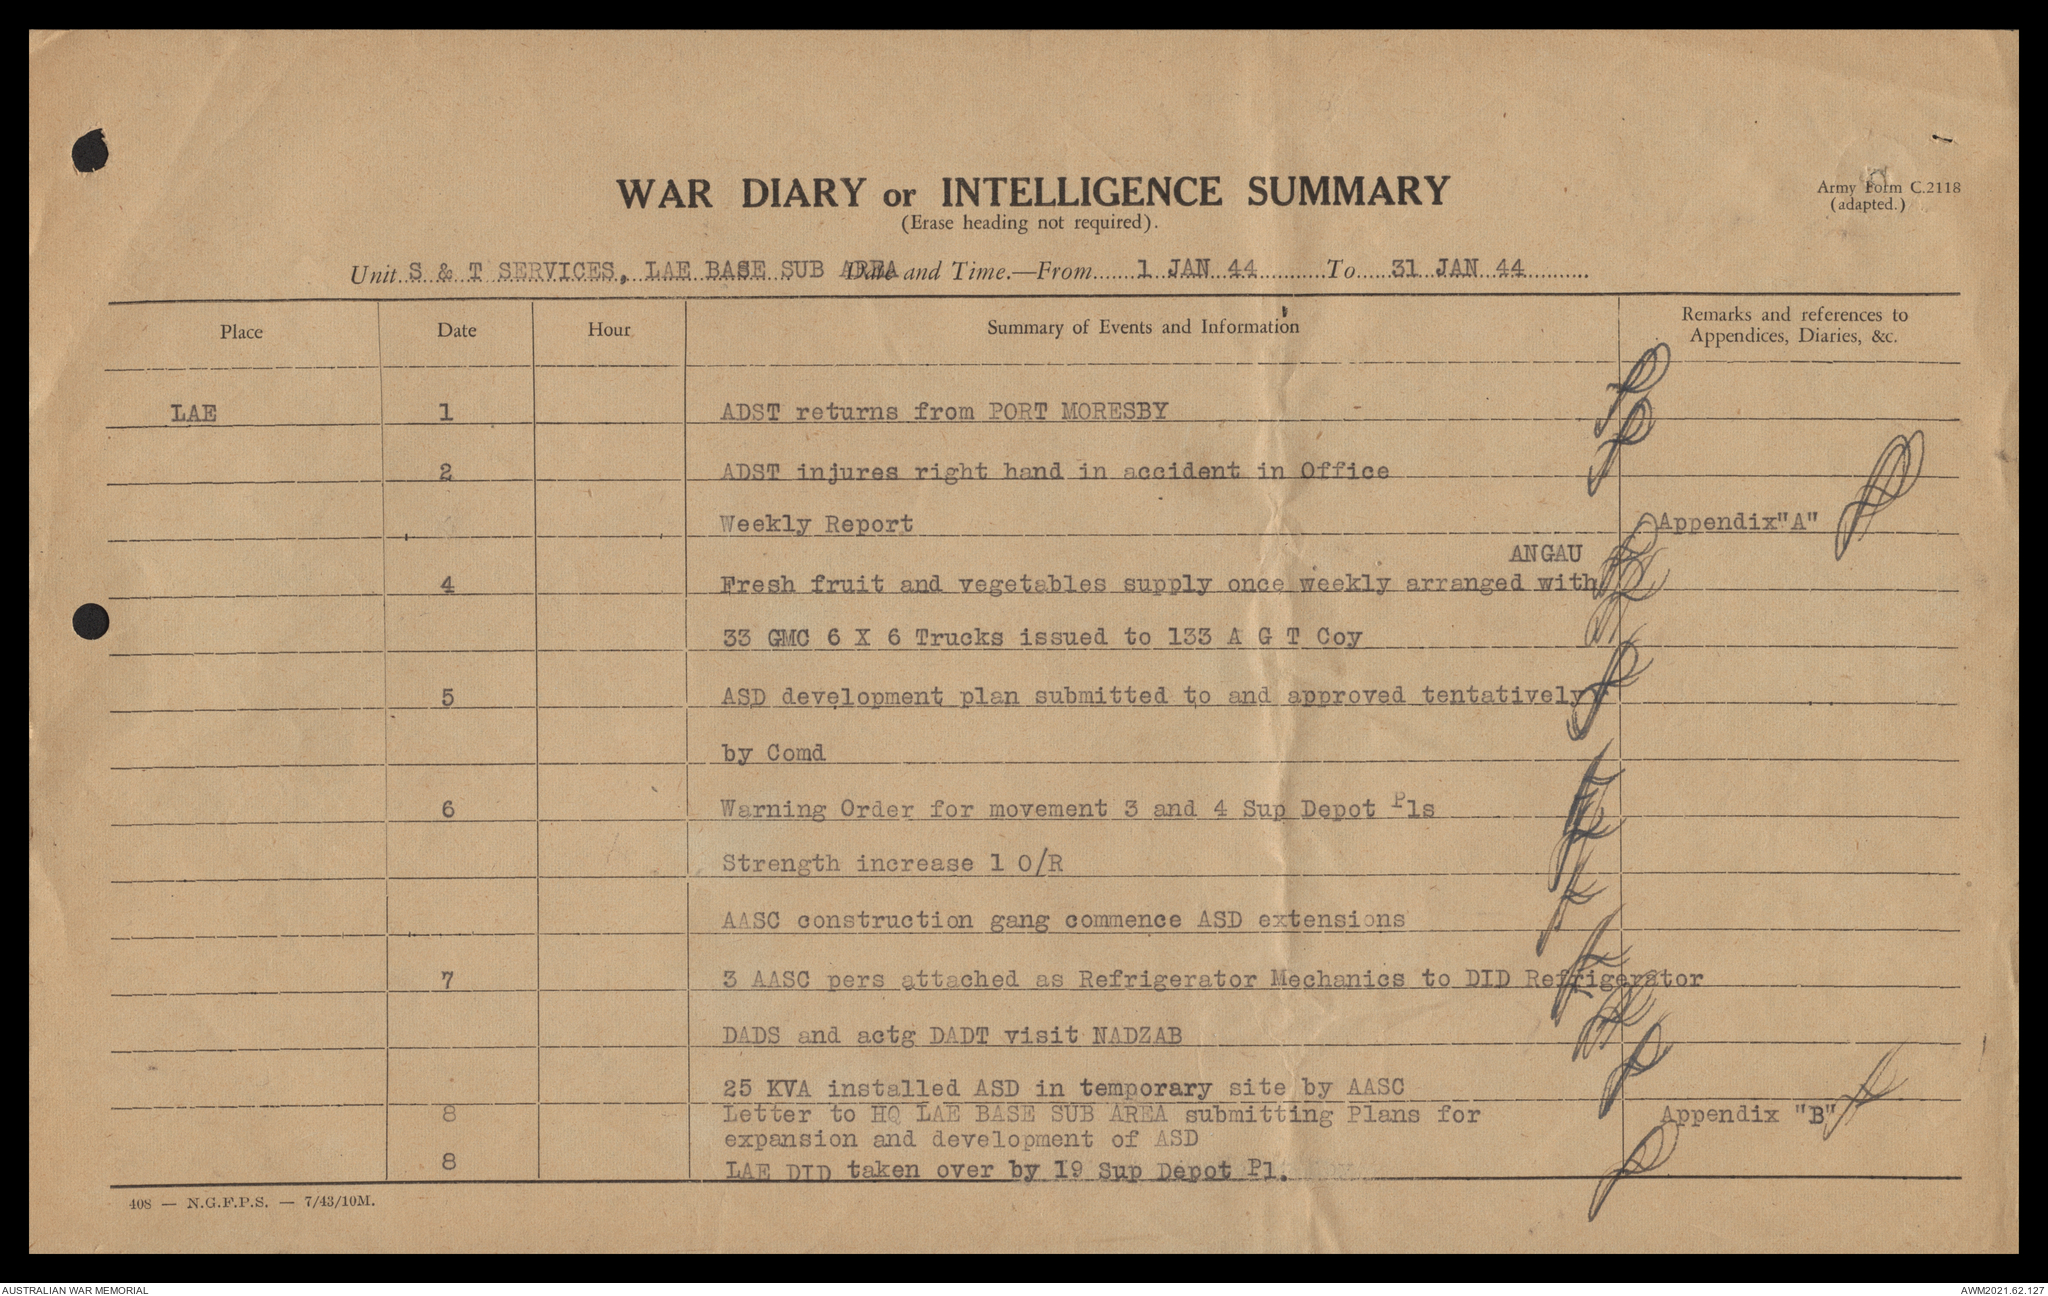 WAR DIARY or INTELLIGENCE SUMMARY
(Erase heading not required).
Army Form C.2118
(adapted.)
Unit S & T SERVICES, LAE BASE SUB AREA Date and Time.—From 1 JAN 44 To 31 JAN 44
Place Date Hour Summary of Events and Information Remarks and references to
Appendices, Diaries, &c.
LAE 1 ADST returns from PORT MORESBY
2 ADST injures right hand in accident in Office
Weekly Report Appendix"A"
ANGAU
4 Fresh fruit and vegetables supply once weekly arranged with
33 GMC 6 X 6 Trucks issued to 133 A G T Coy
5 ASD development plan submitted to and approved tentatively
by Comd
6 Warning Order for movement 3 and 4 Sup Depot Pls
Strength increase 1 O/R
AASC construction gang commence ASD extensions
7 3 AASC pers attached as Refrigerator Mechanics to DID Refrigerator
DADS and actg DADT visit NADZAB
25 KVA installed ASD in temporary site by AASC
8 Letter to HQ LAE BASE SUB AREA submitting Plans for Appendix "B"
expansion and development of ASD
8 LAE DID taken over by 19 Sup Depot Pl.
408 — N.G.F.P.S. — 7/43/10M.
AUSTRALIAN WAR MEMORIAL
AWM2021.62.127